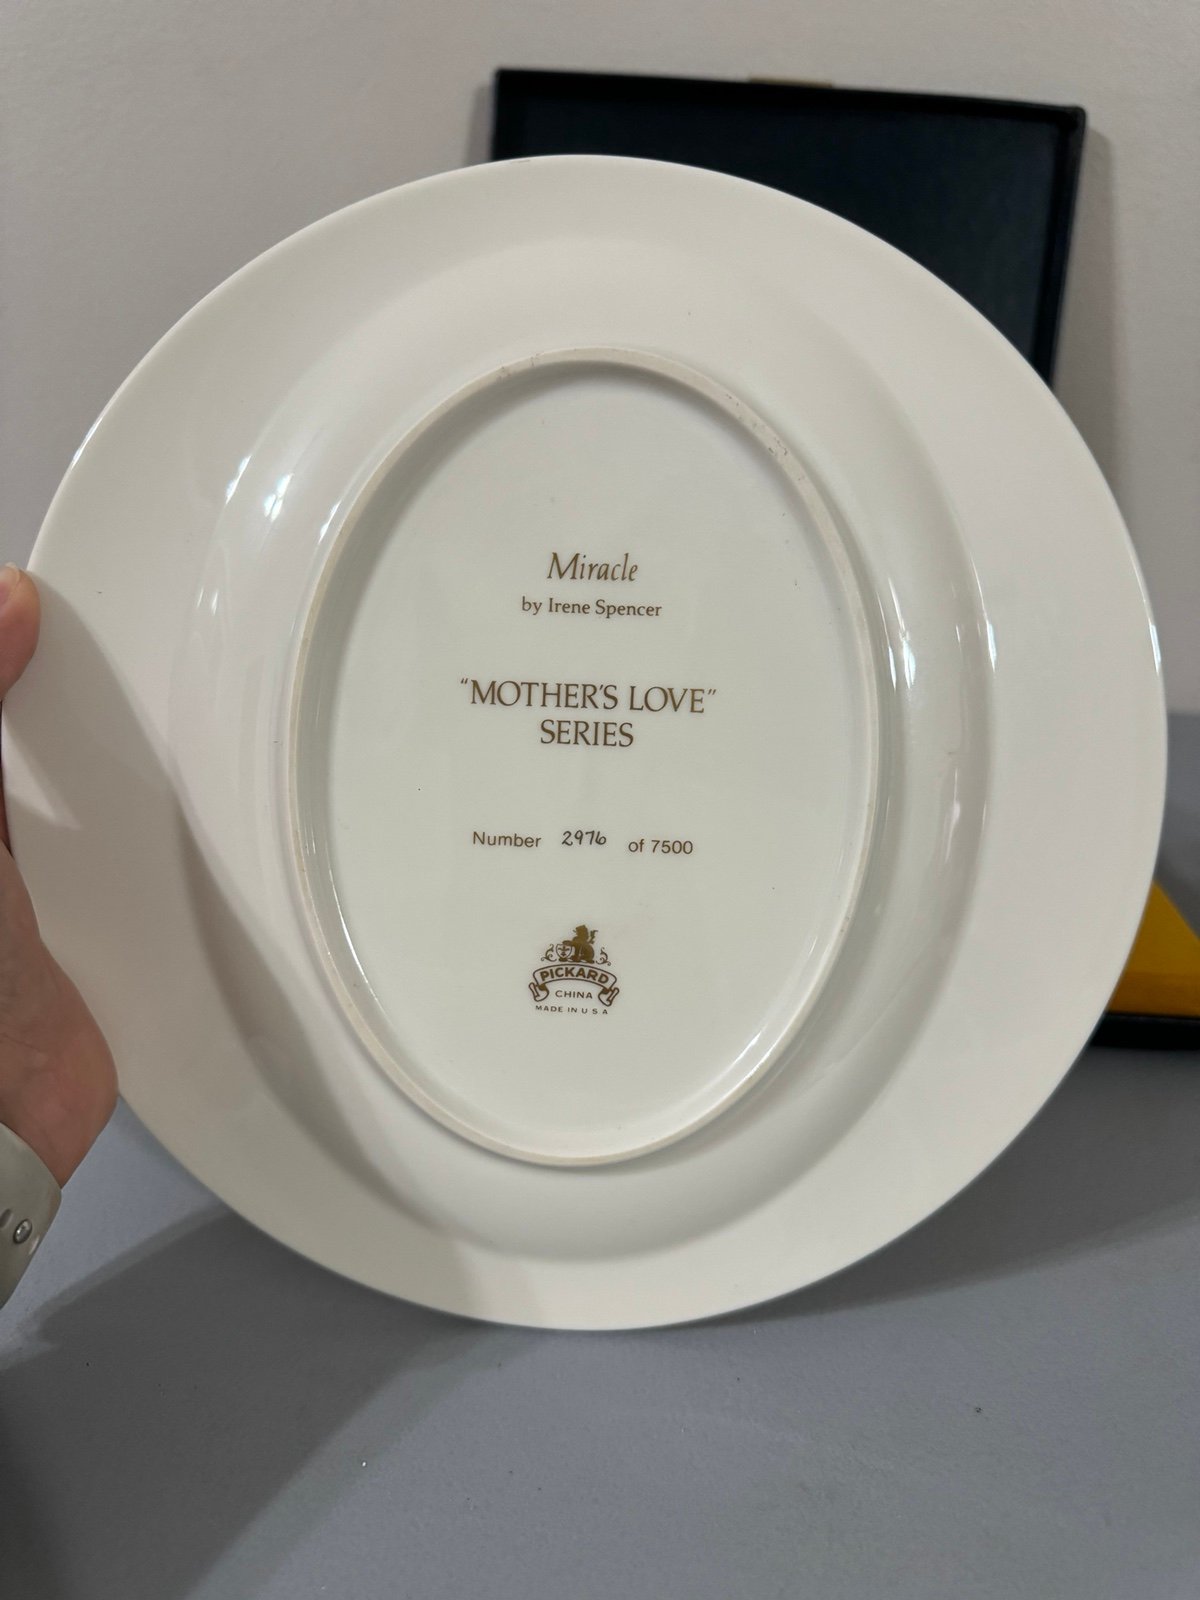 Miracle
by Irene Spencer
"MOTHER'S LOVE"
SERIES
Number 2976 of 7500
PICKARD
CHINA
MADE IN U S A